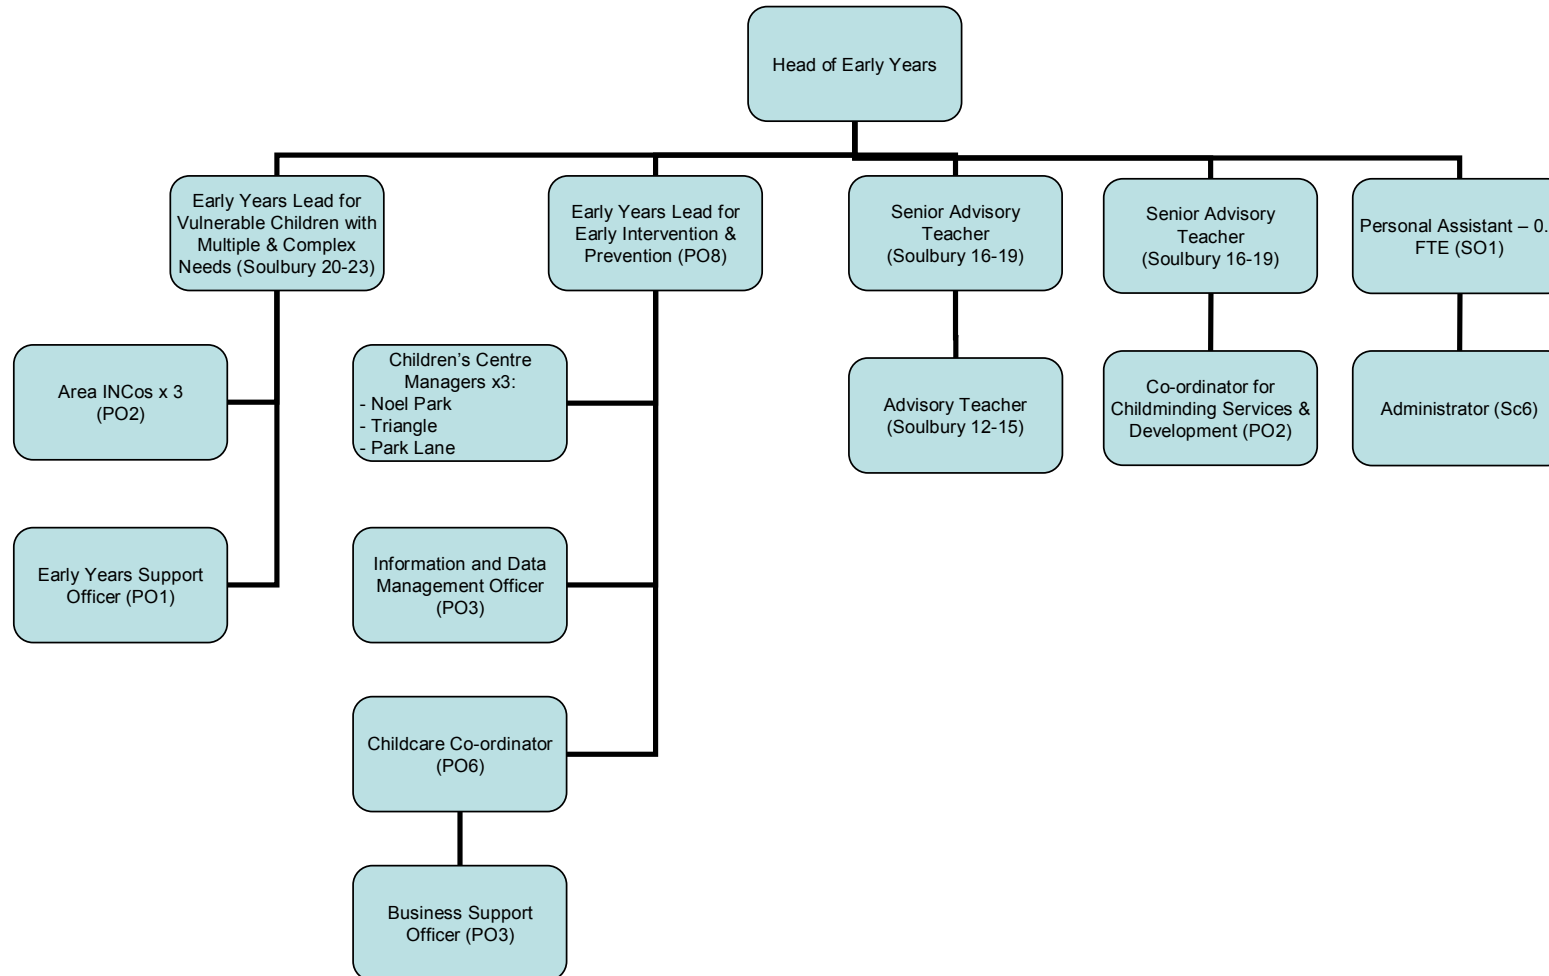 Head of Early Years
Early Years Lead for
Vulnerable Children with
Multiple & Complex
Needs (Soulbury 20-23)
Early Years Lead for
Early Intervention &
Prevention (PO8)
Senior Advisory
Teacher
(Soulbury 16-19)
Senior Advisory
Teacher
(Soulbury 16-19)
Personal Assistant – 0.
FTE (SO1)
Area INCos x 3
(PO2)
Children’s Centre
Managers x3:
- Noel Park
- Triangle
- Park Lane
Advisory Teacher
(Soulbury 12-15)
Co-ordinator for
Childminding Services &
Development (PO2)
Administrator (Sc6)
Early Years Support
Officer (PO1)
Information and Data
Management Officer
(PO3)
Childcare Co-ordinator
(PO6)
Business Support
Officer (PO3)